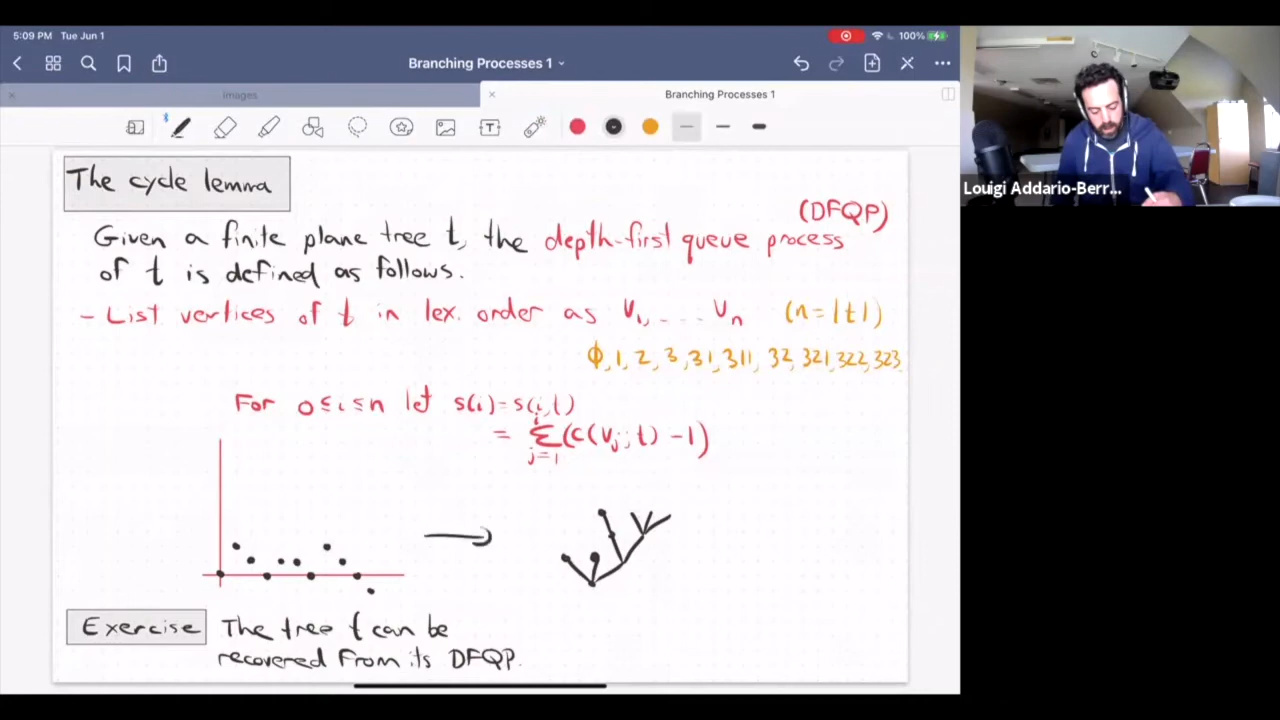 5:09 PM Tue Jun 1
100%
Branching Processes 1
Images
Branching Processes 1
Louigi Addario-Berr...
The cycle lemma
(DFQP)
Given a finite plane tree t, the depth-first queue process
of t is defined as follows.
- List vertices of t in lex. order as v₁, .... vₙ (n = |t|)
∅, 1, 2, 3, 31, 311, 32, 321, 322, 323
For 0 ≤ i ≤ n let s(i) = s(i, t)
= Σ_{j=1}^{i} (c(v_j; t) - 1)
Exercise The tree t can be
recovered from its DFQP.